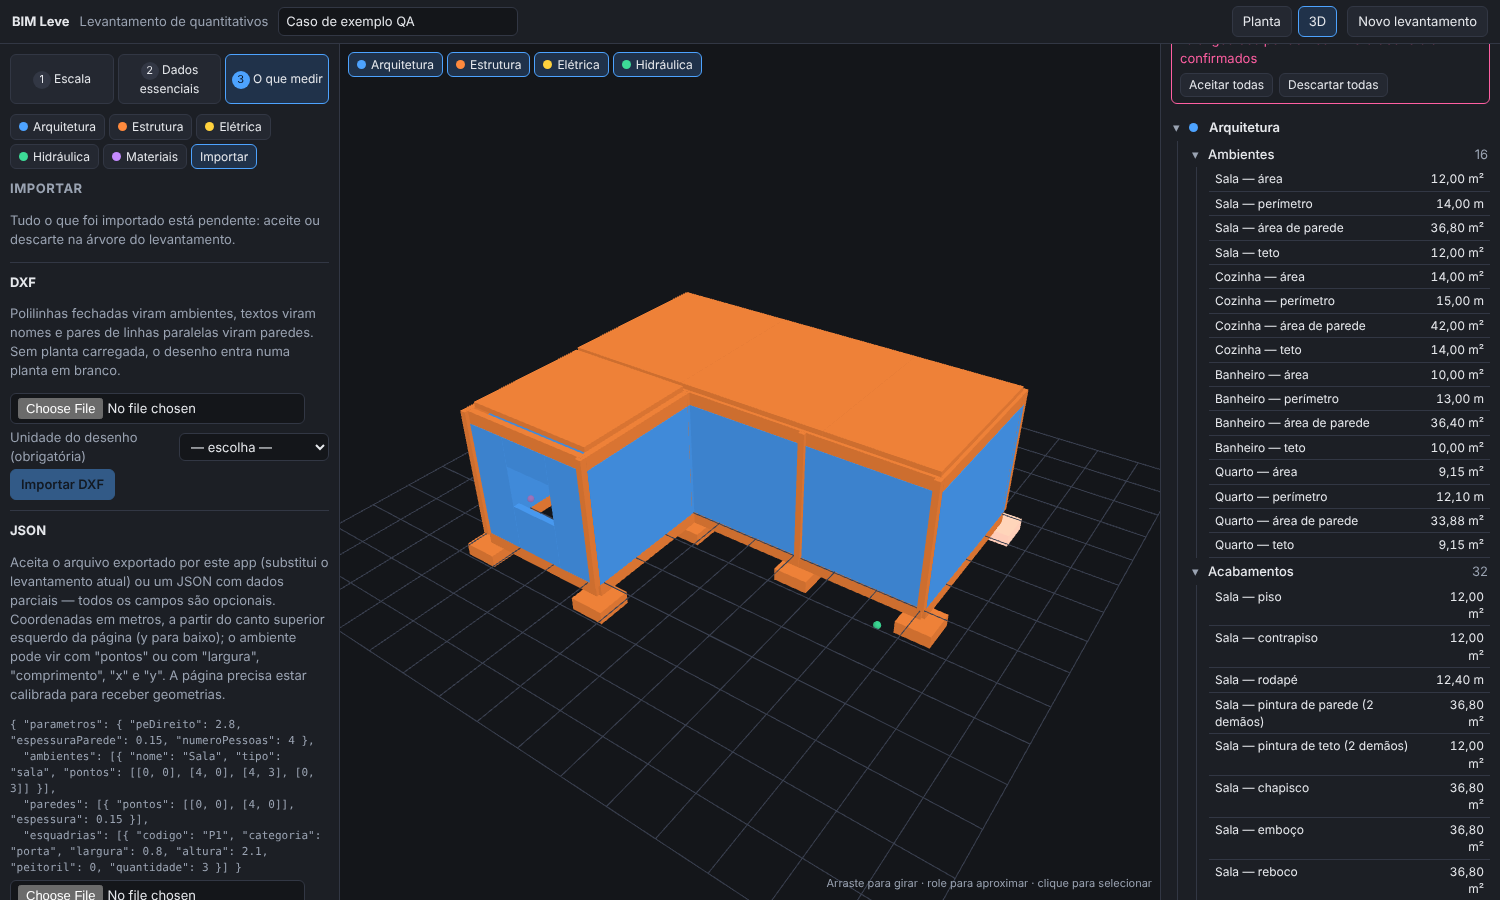 BIM Leve Levantamento de quantitativos Caso de exemplo QA Planta 3D Novo levantamento
1 Escala
2 Dados essenciais
3 O que medir
Arquitetura Estrutura Elétrica
Hidráulica Materiais Importar
IMPORTAR
Tudo o que foi importado está pendente: aceite ou
descarte na árvore do levantamento.
DXF
Polilinhas fechadas viram ambientes, textos viram
nomes e pares de linhas paralelas viram paredes.
Sem planta carregada, o desenho entra numa
planta em branco.
Choose File No file chosen
Unidade do desenho
(obrigatória)
— escolha —
Importar DXF
JSON
Aceita o arquivo exportado por este app (substitui o
levantamento atual) ou um JSON com dados
parciais — todos os campos são opcionais.
Coordenadas em metros, a partir do canto superior
esquerdo da página (y para baixo); o ambiente
pode vir com "pontos" ou com "largura",
"comprimento", "x" e "y". A página precisa estar
calibrada para receber geometrias.
{ "parametros": { "peDireito": 2.8,
"espessuraParede": 0.15, "numeroPessoas": 4 },
"ambientes": [{ "nome": "Sala", "tipo":
"sala", "pontos": [[0, 0], [4, 0], [4, 3], [0,
3]] }],
"paredes": [{ "pontos": [[0, 0], [4, 0]],
"espessura": 0.15 }],
"esquadrias": [{ "codigo": "P1", "categoria":
"porta", "largura": 0.8, "altura": 2.1,
"peitoril": 0, "quantidade": 3 }] }
Choose File No file chosen
Arquitetura Estrutura Elétrica Hidráulica
Arraste para girar · role para aproximar · clique para selecionar
confirmados
Aceitar todas Descartar todas
Arquitetura
Ambientes 16
Sala — área 12,00 m²
Sala — perímetro 14,00 m
Sala — área de parede 36,80 m²
Sala — teto 12,00 m²
Cozinha — área 14,00 m²
Cozinha — perímetro 15,00 m
Cozinha — área de parede 42,00 m²
Cozinha — teto 14,00 m²
Banheiro — área 10,00 m²
Banheiro — perímetro 13,00 m
Banheiro — área de parede 36,40 m²
Banheiro — teto 10,00 m²
Quarto — área 9,15 m²
Quarto — perímetro 12,10 m
Quarto — área de parede 33,88 m²
Quarto — teto 9,15 m²
Acabamentos 32
Sala — piso 12,00 m²
Sala — contrapiso 12,00 m²
Sala — rodapé 12,40 m
Sala — pintura de parede (2 demãos) 36,80 m²
Sala — pintura de teto (2 demãos) 12,00 m²
Sala — chapisco 36,80 m²
Sala — emboço 36,80 m²
Sala — reboco 36,80 m²